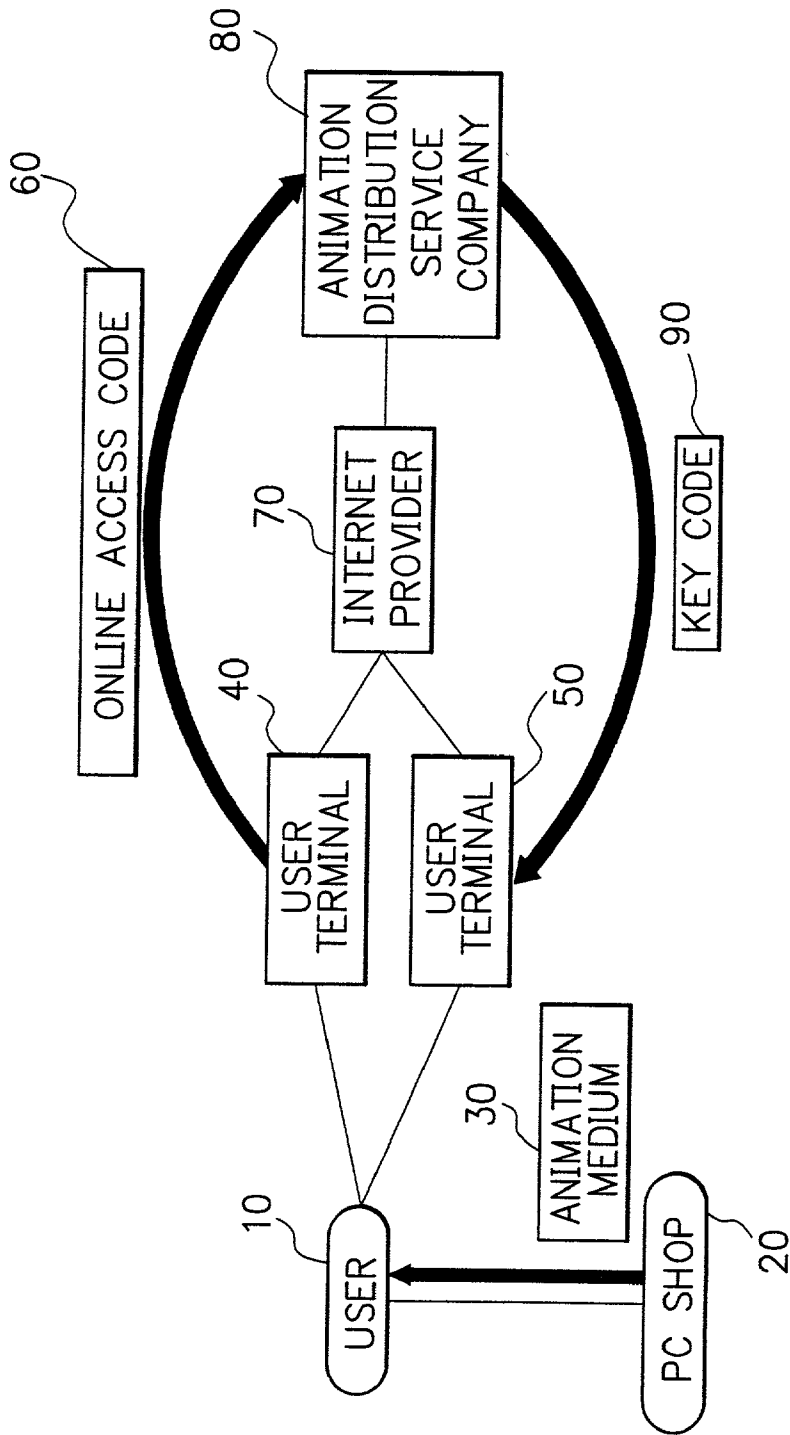 60
ONLINE ACCESS CODE
80
ANIMATION
DISTRIBUTION
SERVICE
COMPANY
40
USER
TERMINAL
70
INTERNET
PROVIDER
10
USER
USER
TERMINAL
50
30
ANIMATION
MEDIUM
90
KEY CODE
PC SHOP
20